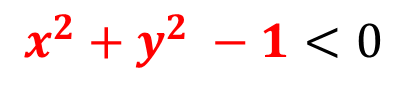 x² + y² − 1 < 0